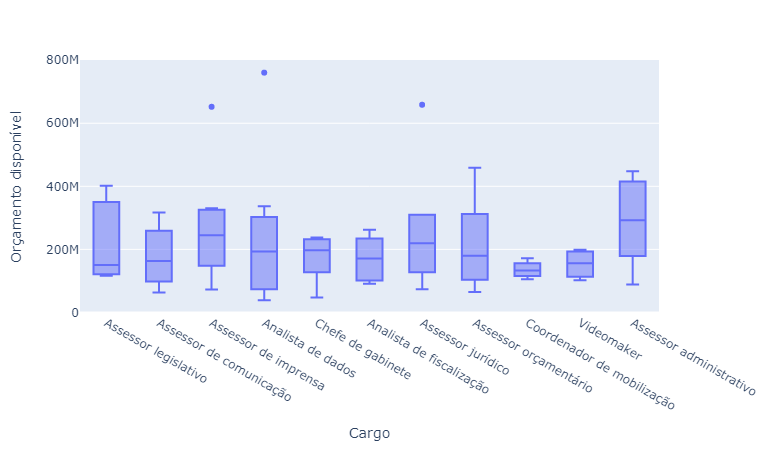 800M
600M
400M
200M
0
Orçamento disponível
Assessor legislativo
Assessor de comunicação
Assessor de imprensa
Analista de dados
Chefe de gabinete
Analista de fiscalização
Assessor jurídico
Assessor orçamentário
Coordenador de mobilização
Videomaker
Assessor administrativo
Cargo